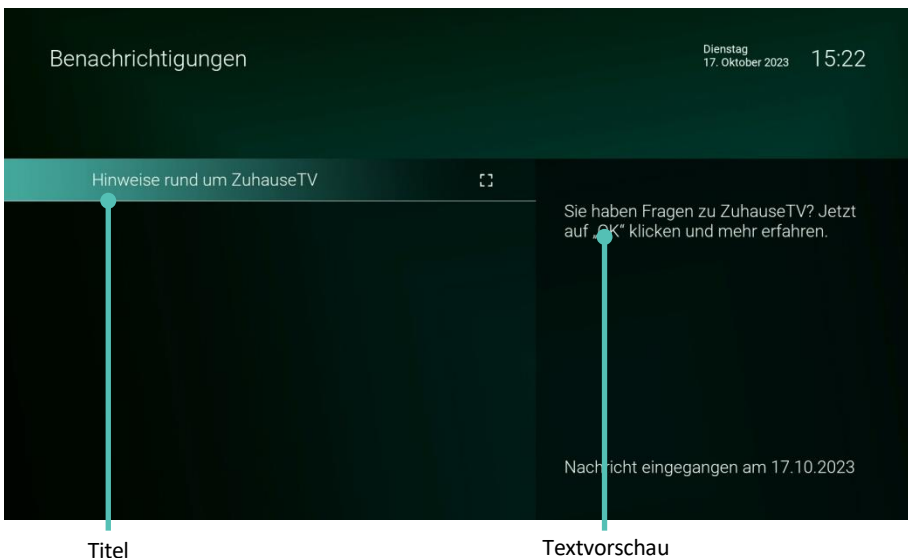 Benachrichtigungen
Dienstag
17. Oktober 2023
15:22
Hinweise rund um ZuhauseTV
Sie haben Fragen zu ZuhauseTV? Jetzt
auf „OK“ klicken und mehr erfahren.
Nachricht eingegangen am 17.10.2023
Titel
Textvorschau